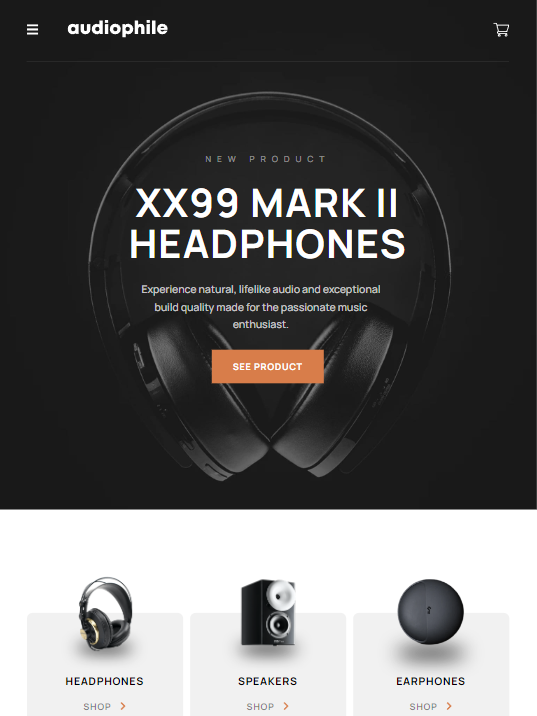 audiophile
NEW PRODUCT
XX99 MARK II
HEADPHONES
Experience natural, lifelike audio and exceptional
build quality made for the passionate music
enthusiast.
SEE PRODUCT
HEADPHONES
SPEAKERS
EARPHONES
SHOP
SHOP
SHOP